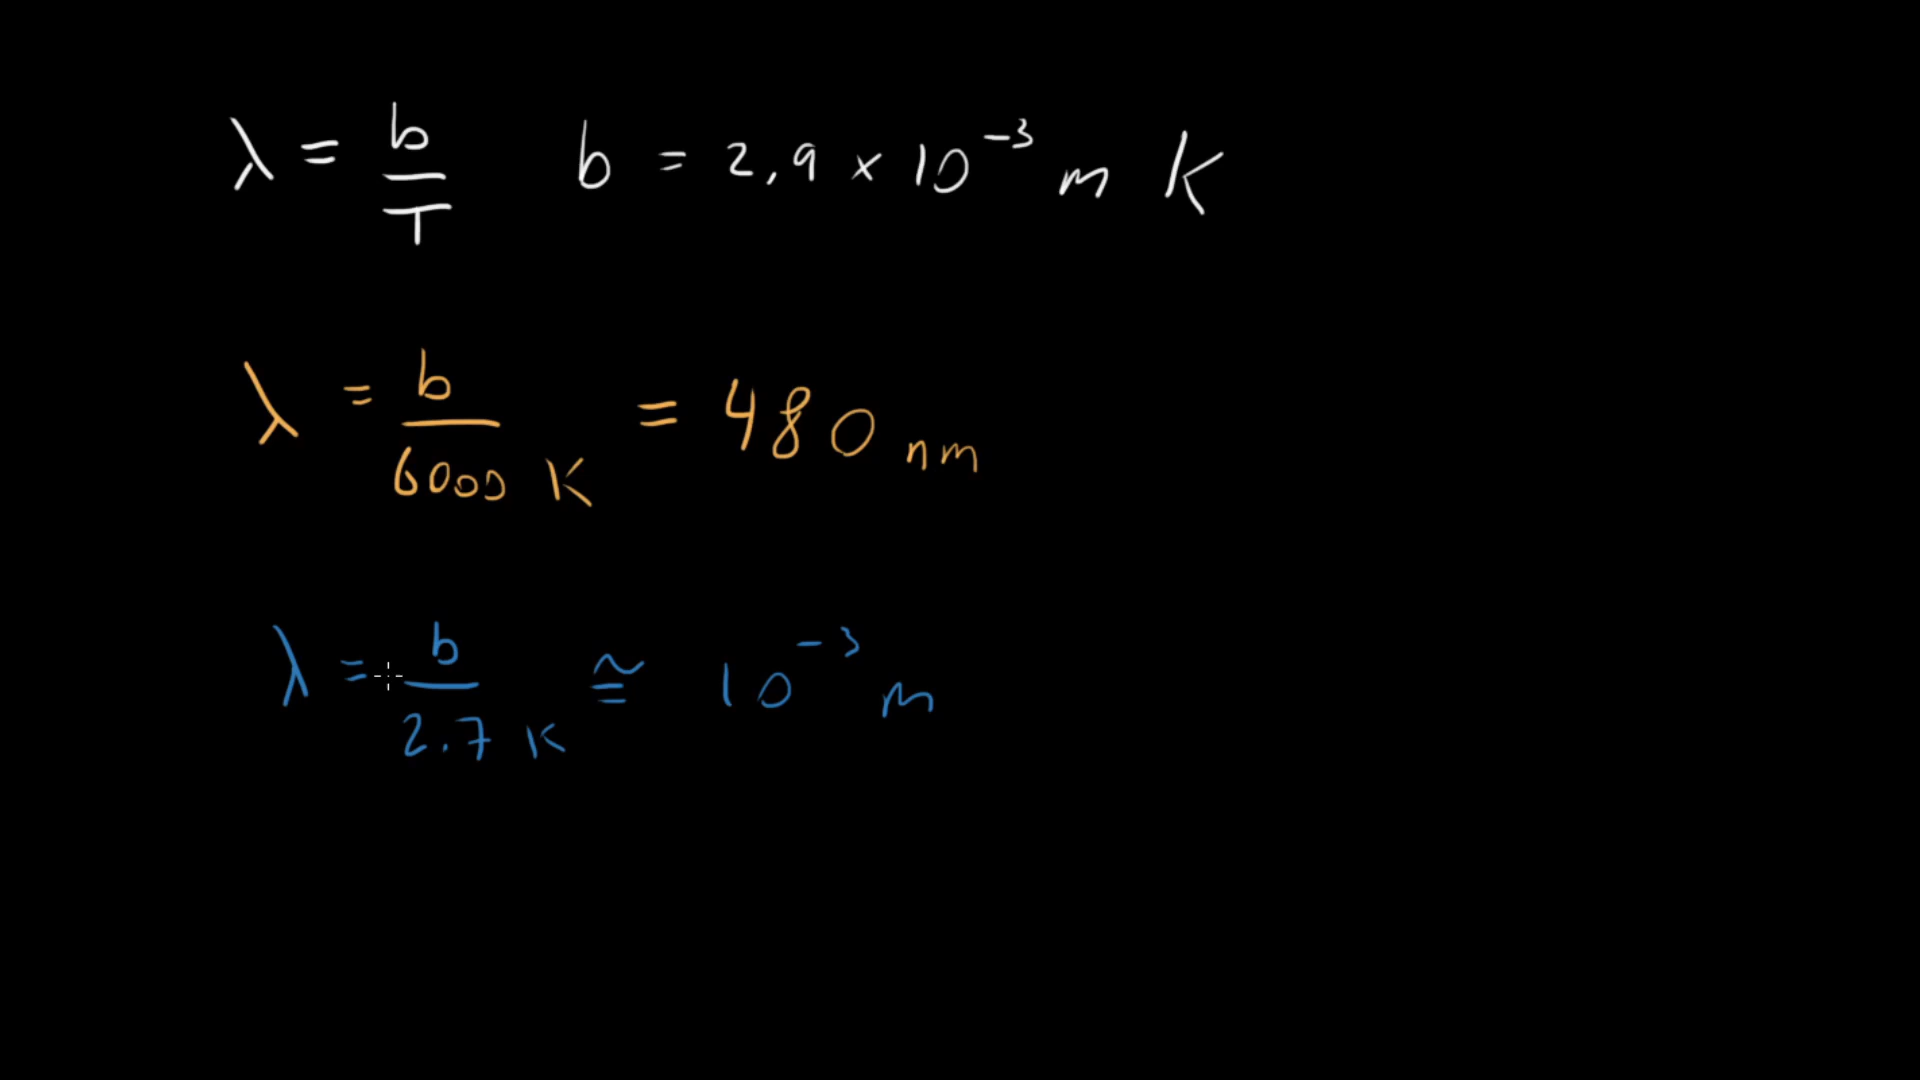 λ = b/T b = 2,9 × 10⁻³ m K
λ = b/6000 K = 480 nm
λ = b/2.7 K ≅ 10⁻³ m